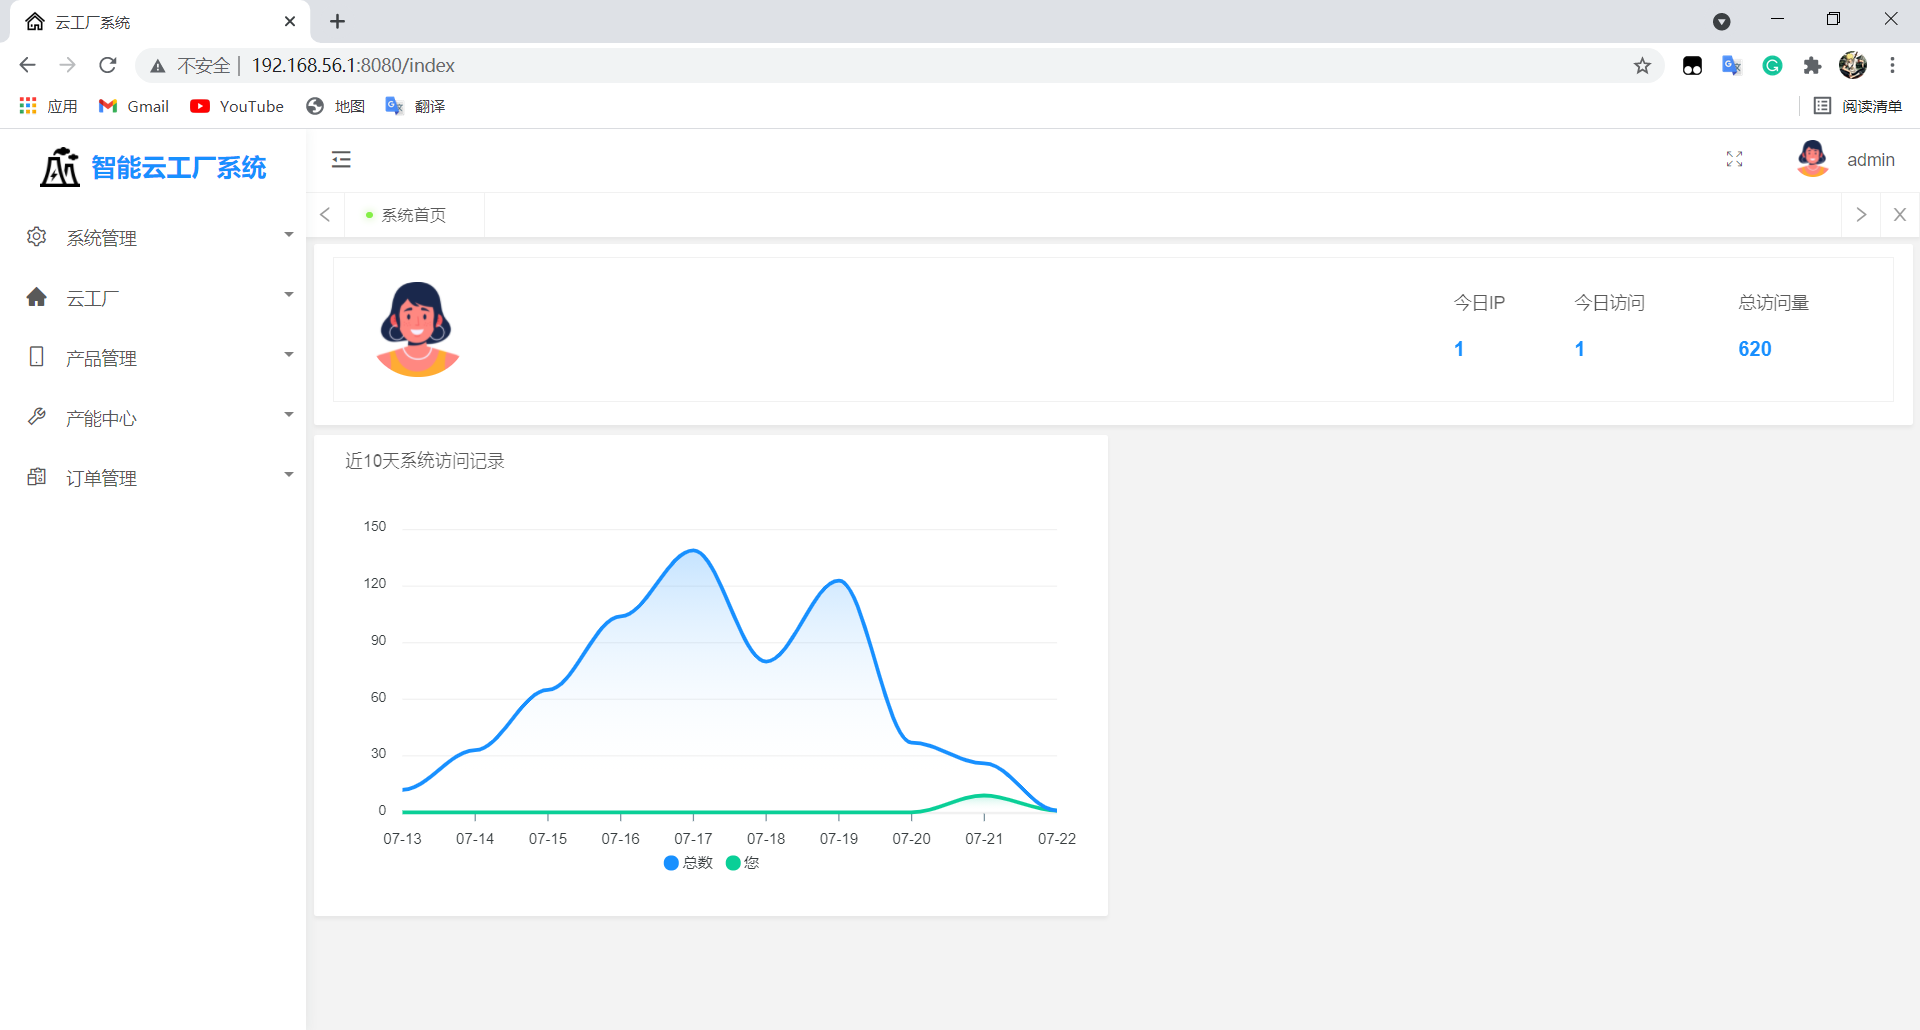 云工厂系统
不安全 | 192.168.56.1:8080/index
应用 Gmail YouTube 地图 翻译 阅读清单
智能云工厂系统
admin
系统首页
系统管理
云工厂
产品管理
产能中心
订单管理
今日IP 今日访问 总访问量
1 1 620
近10天系统访问记录
150
120
90
60
30
0
07-13 07-14 07-15 07-16 07-17 07-18 07-19 07-20 07-21 07-22
总数 您